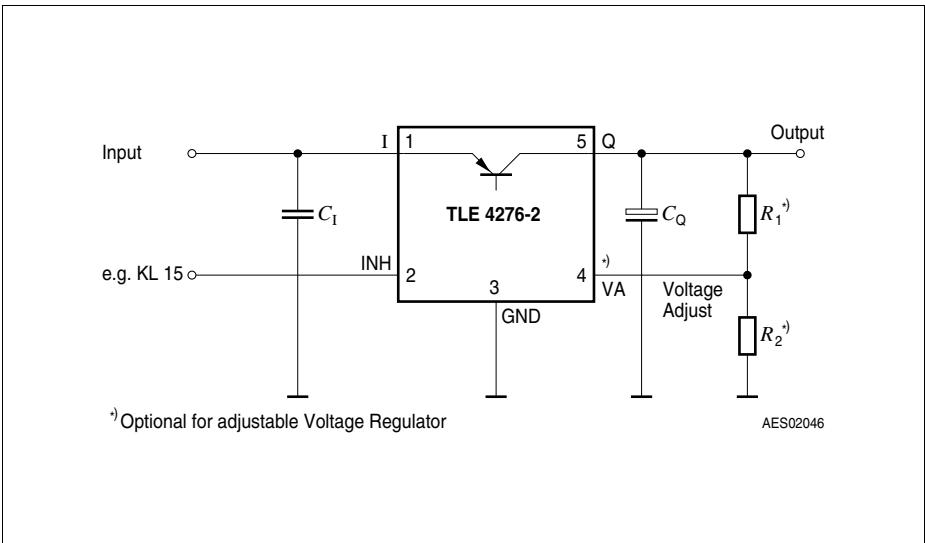 Input
I
1
5
Q
Output
C_I
TLE 4276-2
C_Q
R_1^*)
e.g. KL 15
INH
2
3
GND
4
*)
VA
Voltage
Adjust
R_2^*)
*) Optional for adjustable Voltage Regulator
AES02046